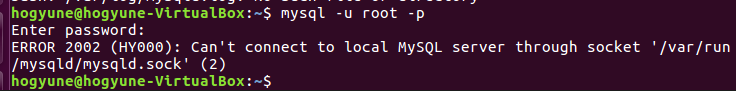 hogyune@hogyune-VirtualBox:~$ mysql -u root -p
Enter password:
ERROR 2002 (HY000): Can't connect to local MySQL server through socket '/var/run
/mysqld/mysqld.sock' (2)
hogyune@hogyune-VirtualBox:~$